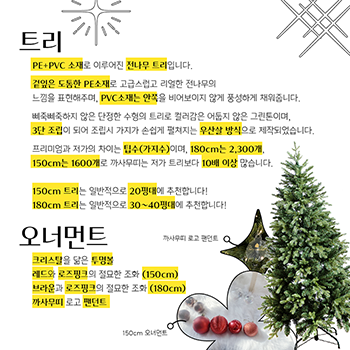 트리
PE+PVC 소재로 이루어진 전나무 트리입니다.
겉잎은 도톰한 PE소재로 고급스럽고 리얼한 전나무의
느낌을 표현해주며, PVC소재는 안쪽을 비어보이지 않게 풍성하게 채워줍니다.
삐죽삐죽하지 않은 단정한 수형의 트리로 컬러감은 어둡지 않은 그린톤이며,
3단 조립이 되어 조립시 가지가 손쉽게 펼쳐지는 우산살 방식으로 제작되었습니다.
프리미엄과 저가의 차이는 팁수(가지수)이며, 180cm는 2,300개,
150cm는 1600개로 까사무띠는 저가 트리보다 10배 이상 많습니다.
150cm 트리는 일반적으로 20평대에 추천합니다!
180cm 트리는 일반적으로 30~40평대에 추천합니다!
오너먼트
크리스탈을 닮은 투명볼
레드와 로즈핑크의 절묘한 조화 (150cm)
브라운과 로즈핑크의 절묘한 조화 (180cm)
까사무띠 로고 팬던트
까사무띠 로고 팬던트
150cm 오너먼트